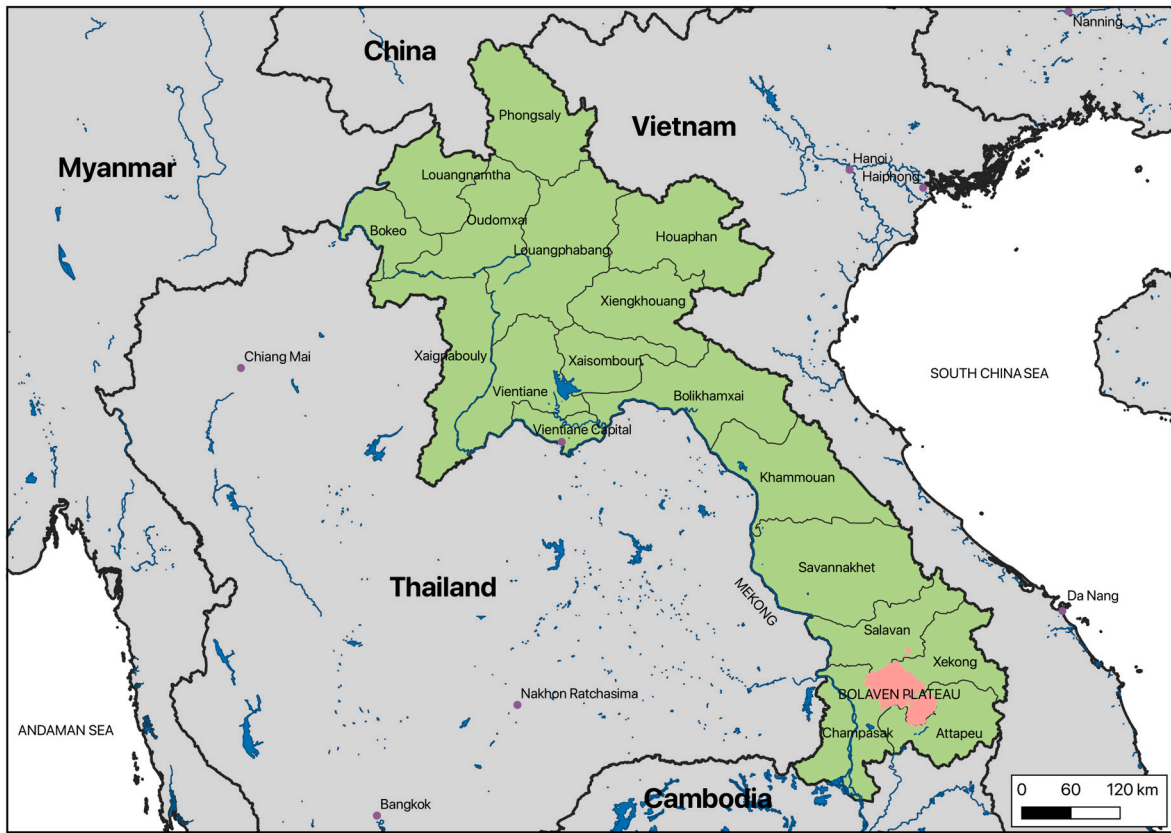 Nanning
China
Phongsaly
Vietnam
Myanmar
Hanoi
Haiphong
Louangnamtha
Oudomxai
Bokeo
Louangphabang
Houaphan
Xiengkhouang
Chiang Mai
Xaignabouly
Xaisomboun
SOUTH CHINA SEA
Vientiane
Bolikhamxai
Vientiane Capital
Khammouan
Savannakhet
Thailand
MEKONG
Da Nang
Salavan
Xekong
Nakhon Ratchasima
BOLAVEN PLATEAU
ANDAMAN SEA
Champasak
Attapeu
Cambodia
Bangkok
0 60 120 km